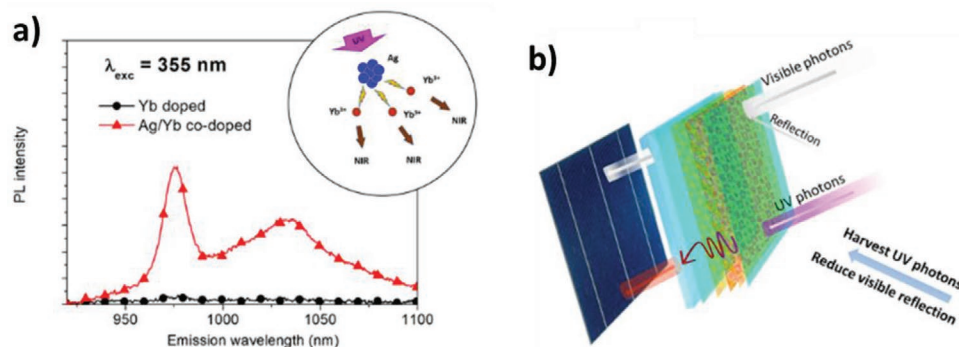 a)
λexc = 355 nm
Yb doped
Ag/Yb co-doped
PL intensity
950
1000
1050
1100
Emission wavelength (nm)
UV
Ag
Yb³⁺
Yb³⁺
Yb³⁺
NIR
NIR
NIR
b)
Visible photons
Reflection
UV photons
Harvest UV photons
Reduce visible reflection